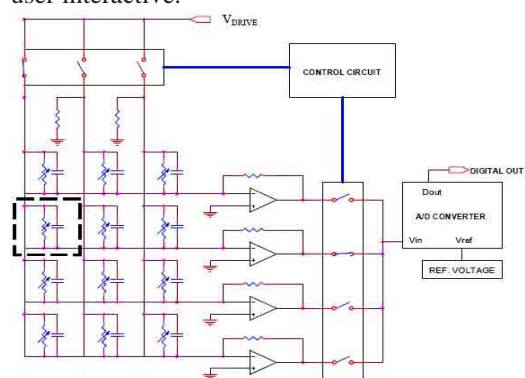 user interactive.
VDRIVE
CONTROL CIRCUIT
DIGITAL OUT
Dout
A/D CONVERTER
Vin Vref
REF. VOLTAGE